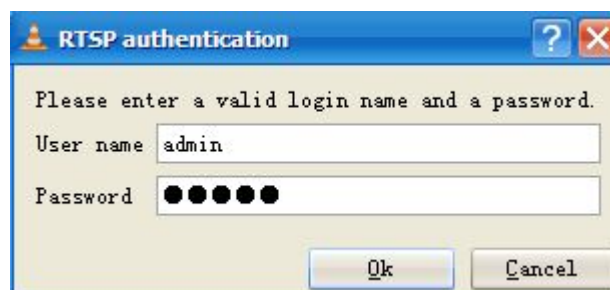 RTSP authentication
Please enter a valid login name and a password.
User name admin
Password ●●●●●
Ok Cancel